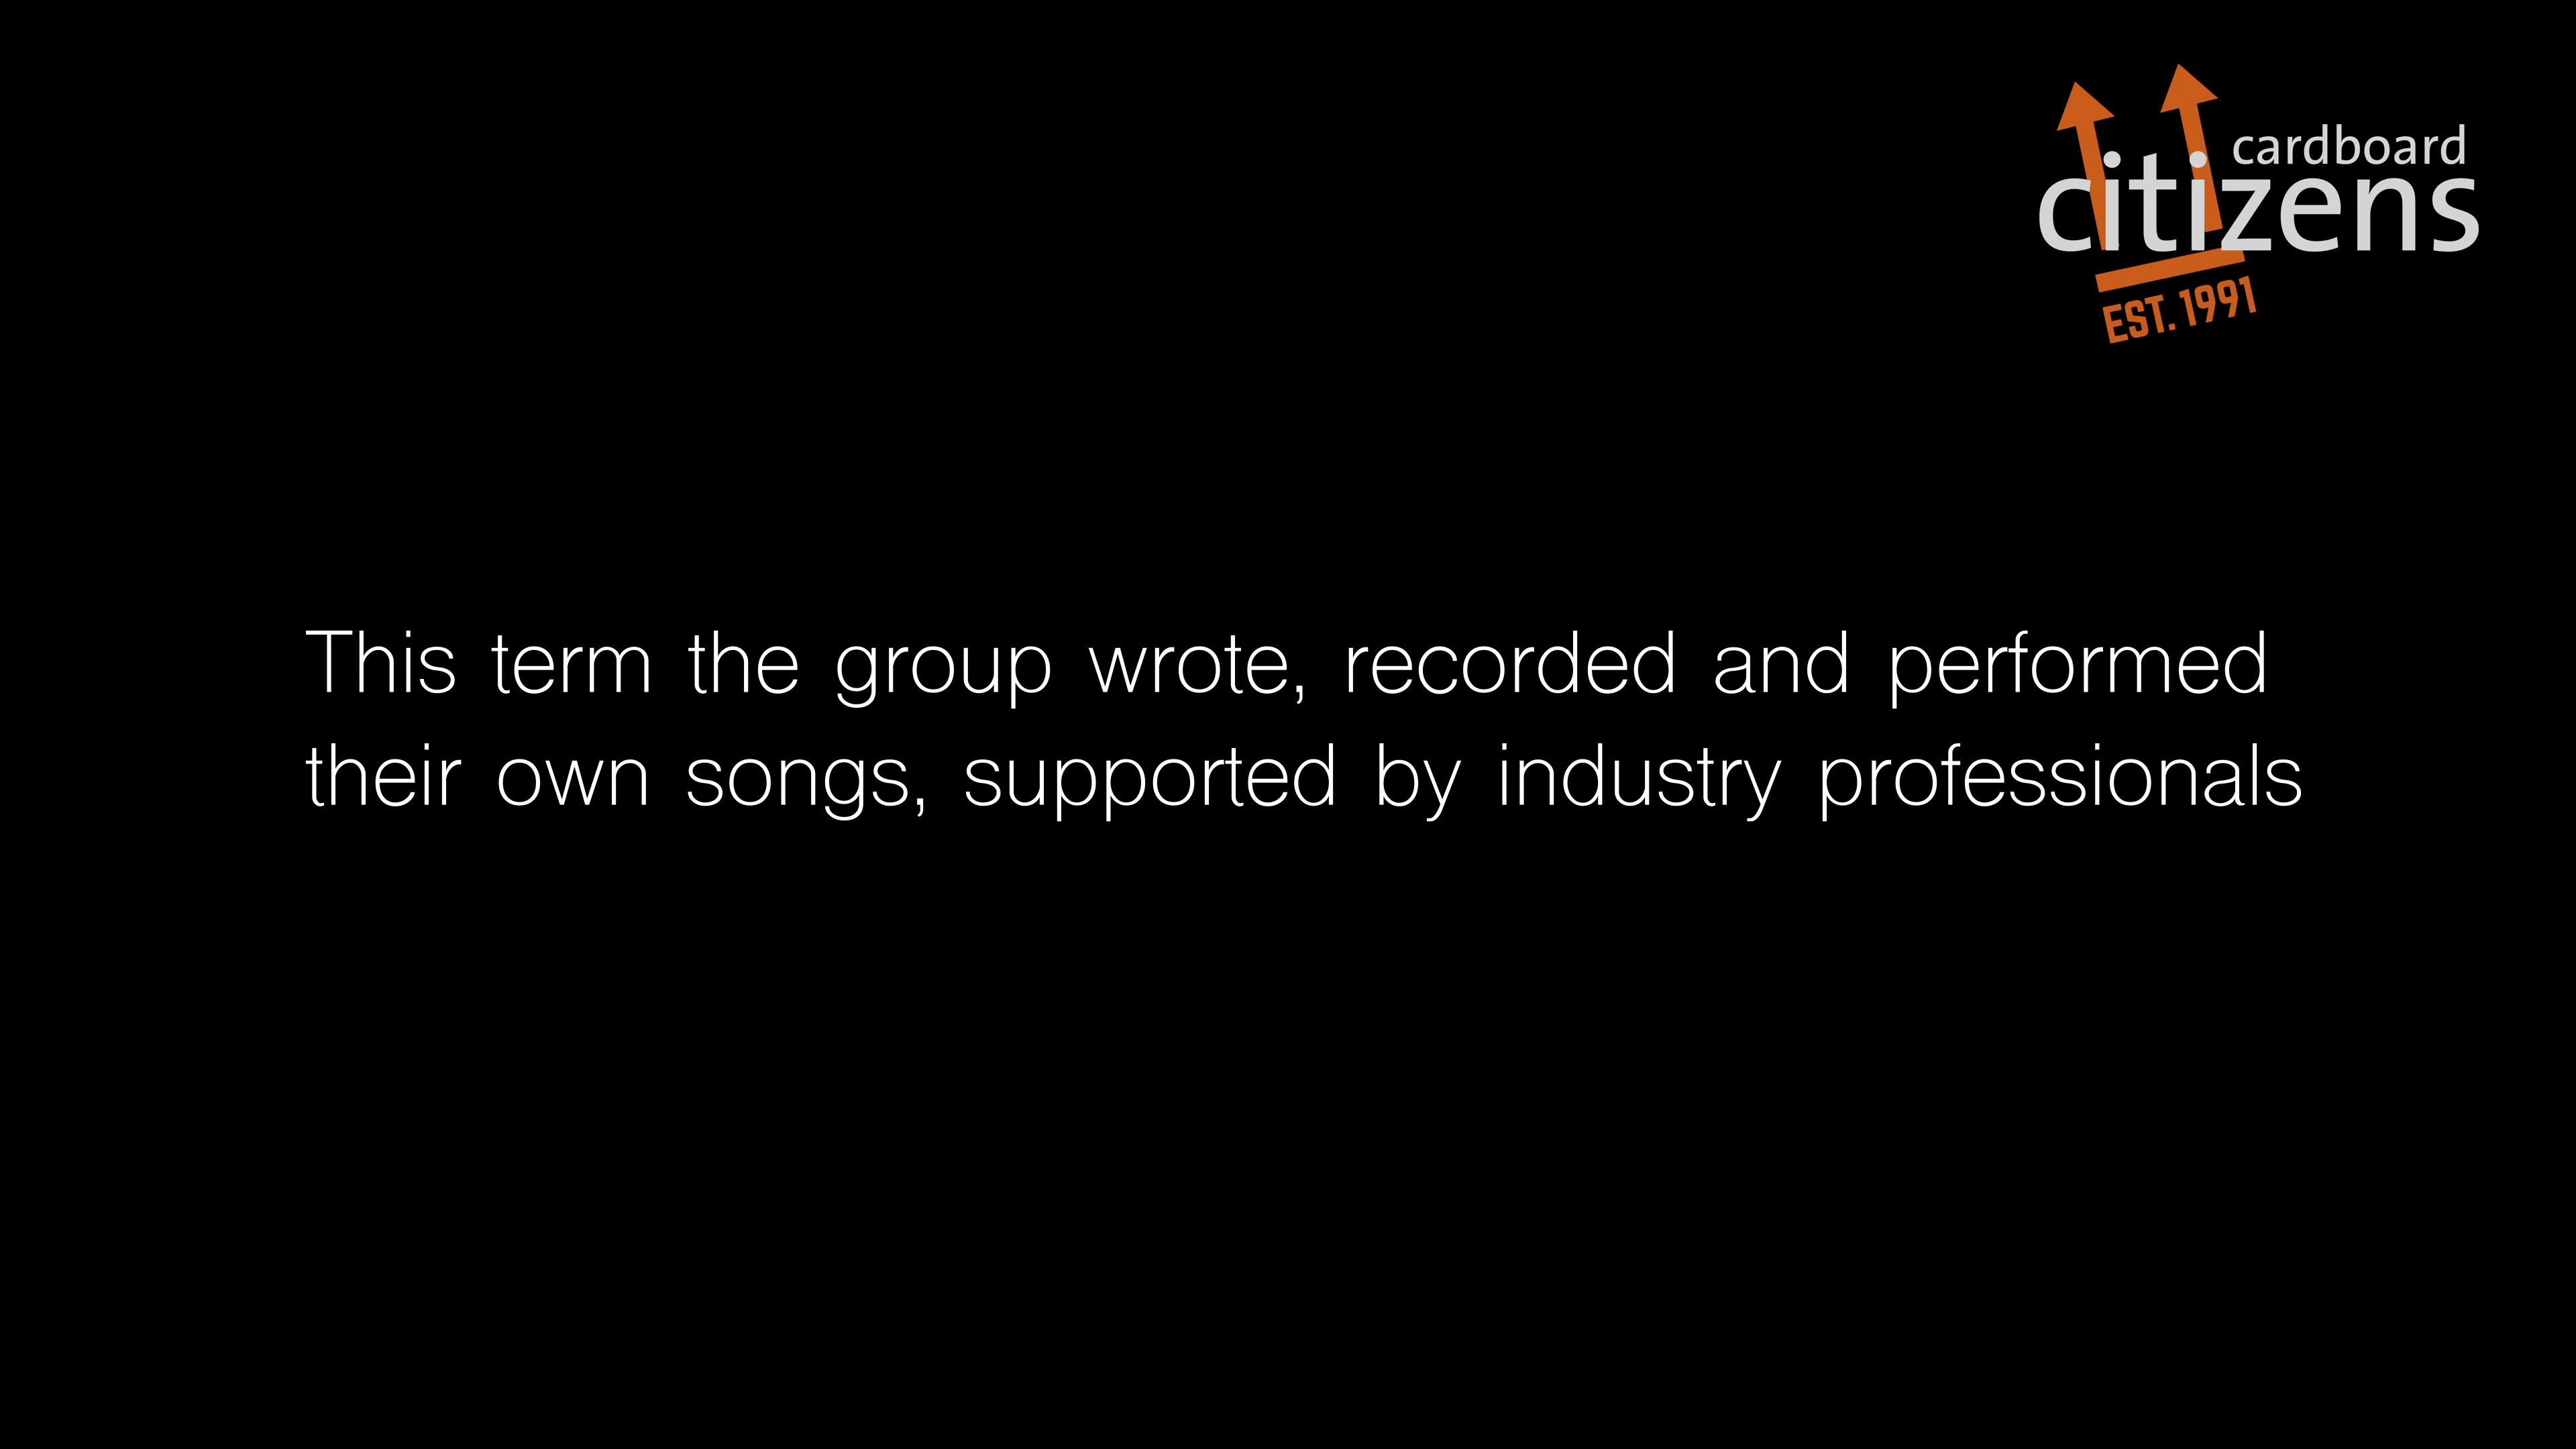 cardboard
citizens
EST. 1991
This term the group wrote, recorded and performed
their own songs, supported by industry professionals